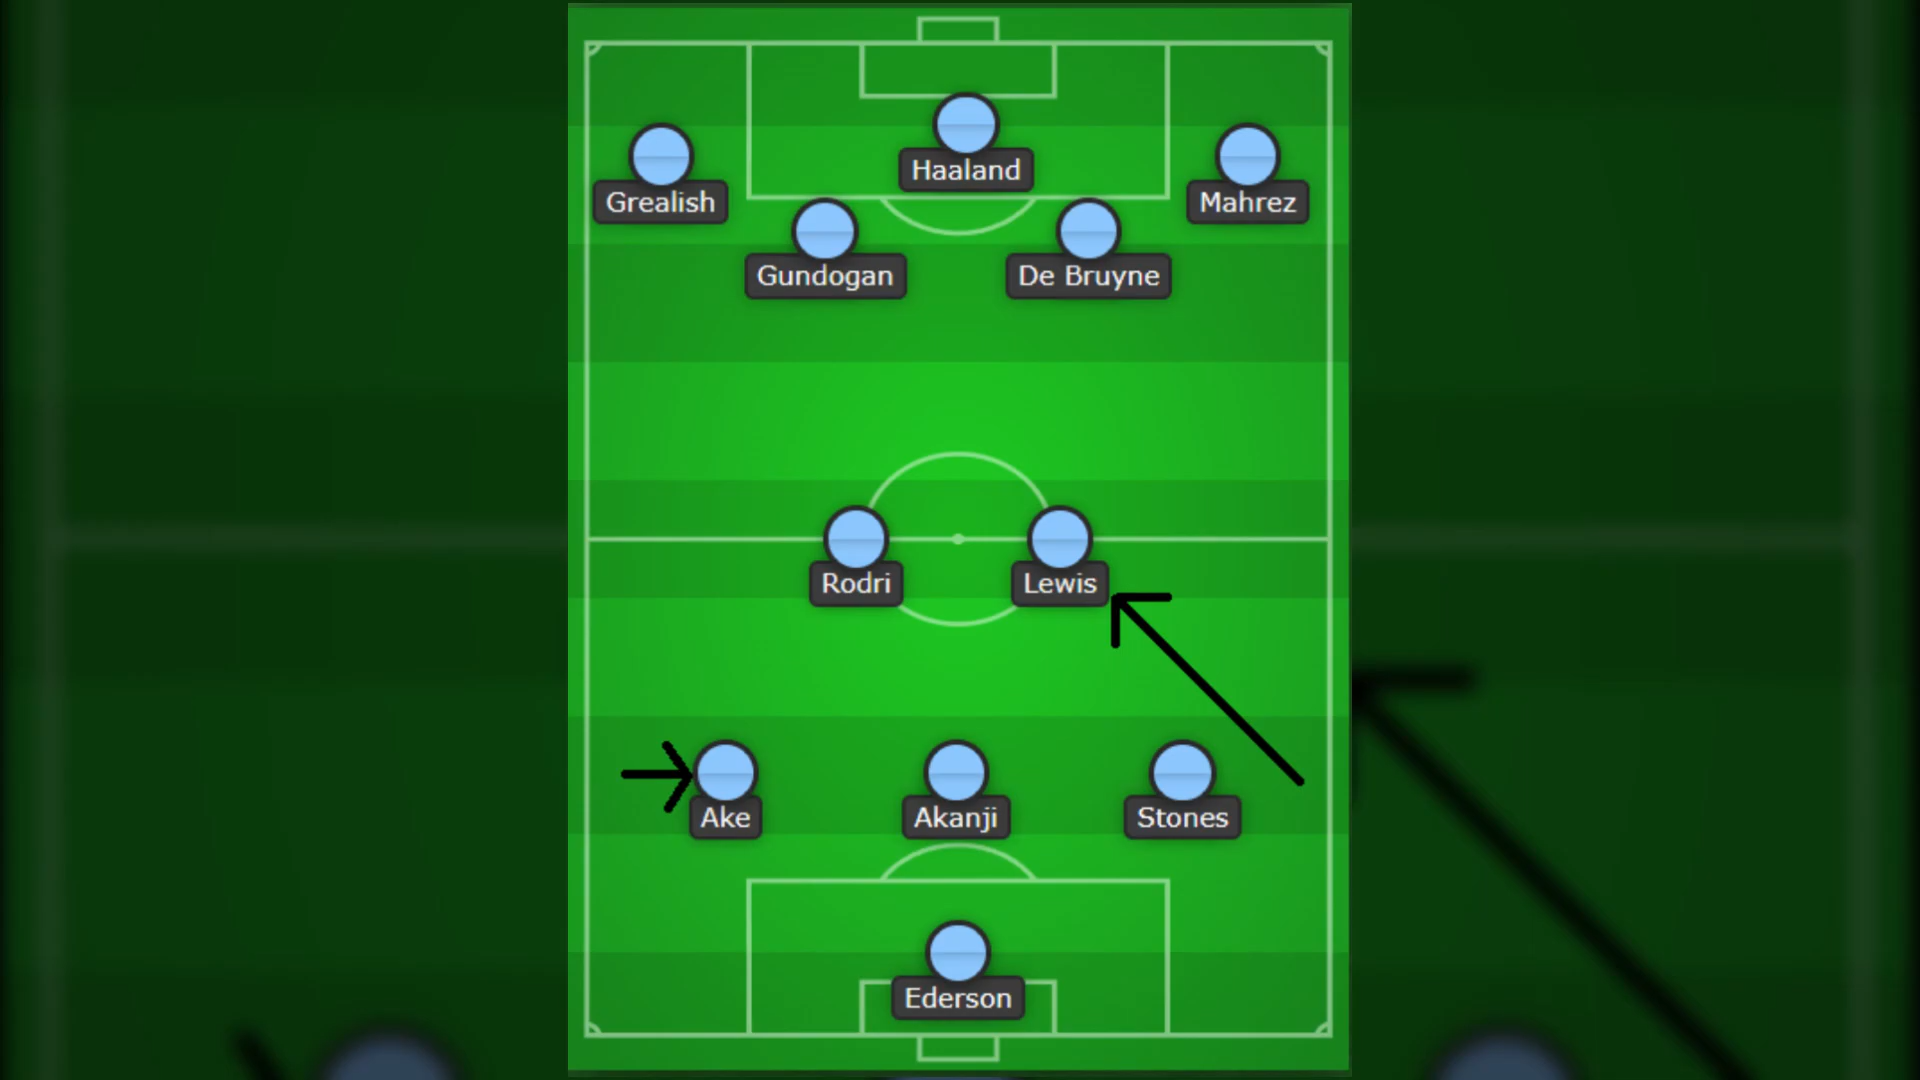 Haaland
Grealish
Mahrez
Gundogan
De Bruyne
Rodri
Lewis
Ake
Akanji
Stones
Ederson